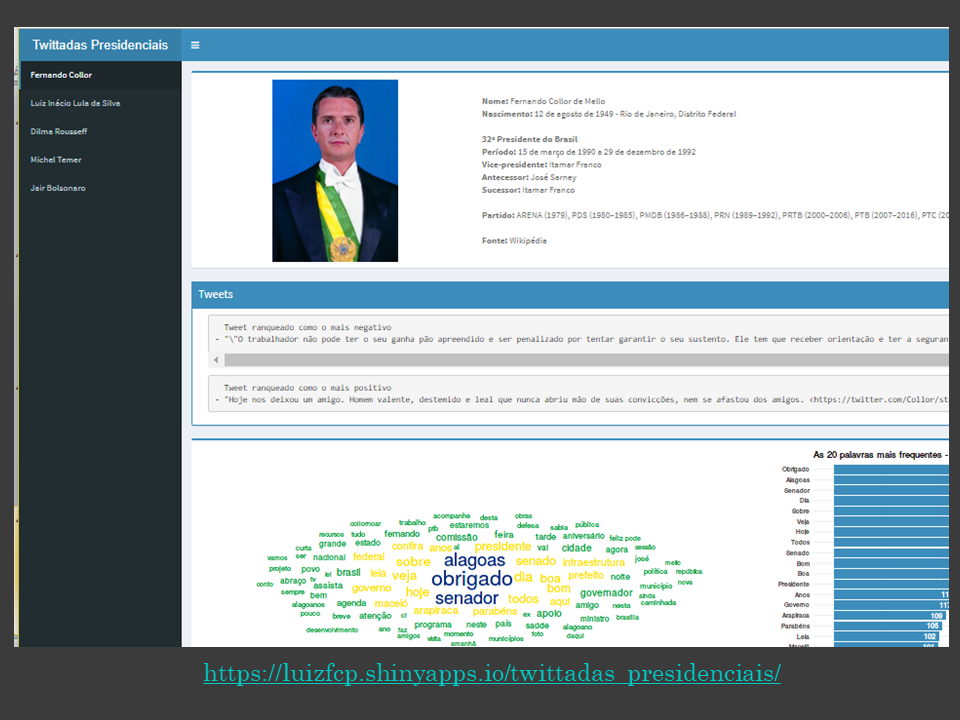 Twittadas Presidenciais
Fernando Collor
Luiz Inácio Lula da Silva
Dilma Rousseff
Michel Temer
Jair Bolsonaro
Nome: Fernando Collor de Mello
Nascimento: 12 de agosto de 1949 - Rio de Janeiro, Distrito Federal
32º Presidente do Brasil
Período: 15 de março de 1990 a 29 de dezembro de 1992
Vice-presidente: Itamar Franco
Antecessor: José Sarney
Sucessor: Itamar Franco
Partido: ARENA (1979), PDS (1980–1985), PMDB (1986–1988), PRN (1989–1992), PRTB (2000–2006), PTB (2007–2016), PTC (20
Fonte: Wikipédia
Tweets
Tweet ranqueado como o mais negativo
- "\"O trabalhador não pode ter o seu ganha pão apreendido e ser penalizado por tentar garantir o seu sustento. Ele tem que receber orientação e ter a seguran
Tweet ranqueado como o mais positivo
- "Hoje nos deixou um amigo. Homem valente, destemido e leal que nunca abriu mão de suas convicções, nem se afastou dos amigos. <https://twitter.com/Collor/st
As 20 palavras mais frequentes -
acompanhe desta obras
collornoar trabalho ptb estaremos defesa sabia pública
recursos tudo fernando comissão feira tarde aniversário feliz pode
curta grande estado confira anos al presidente val cidade agora sessão
vamos ser nacional federal sobre alagoas senado infraestrutura josé mello
projeto povo lei brasil leia veja obrigado dia boa prefeito noite política república
conto abraço tv assista governo hoje bom município nova
sempre bem senador todos aqui governador ainda
alagoanos agenda maceió arapiraca parabéns amigo nesta caminhada
pouco breve atenção cl ex apoio ministro brasília
programa neste país saúde alagoano
desenvolvimento ano faz amigos visita momento municípios foto daqui
amanhã
Obrigado
Alagoas
Senador
Dia
Sobre
Veja
Hoje
Todos
Senado
Bom
Boa
Presidente
Anos 11
Governo 117
Arapiraca 109
Parabéns 105
Leia 102
Maceió 101
https://luizfcp.shinyapps.io/twittadas_presidenciais/